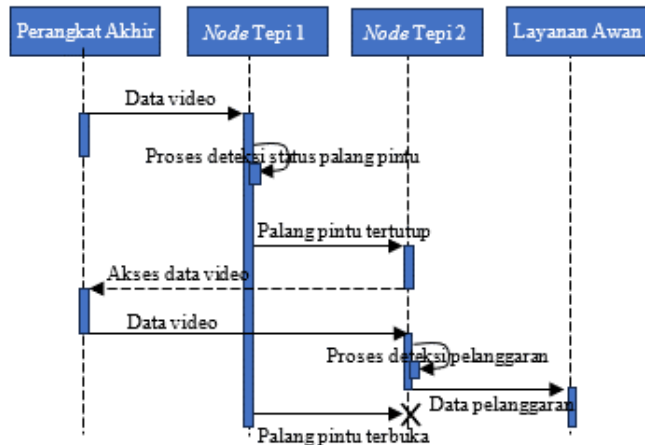 Perangkat Akhir
Node Tepi 1
Node Tepi 2
Layanan Awan
Data video
Proses deteksi status palang pintu
Palang pintu tertutup
Akses data video
Data video
Proses deteksi pelanggaran
Data pelanggaran
Palang pintu terbuka